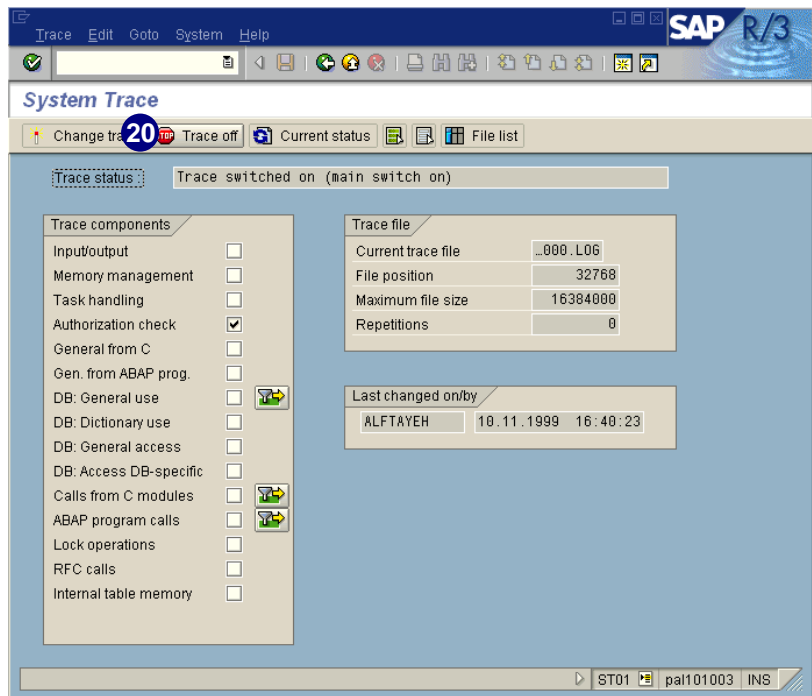 Trace Edit Goto System Help
SAP R/3
System Trace
Change tra
20
STOP
Trace off
Current status
File list
Trace status :
Trace switched on (main switch on)
Trace components
Input/output
Memory management
Task handling
Authorization check
General from C
Gen. from ABAP prog.
DB: General use
DB: Dictionary use
DB: General access
DB: Access DB-specific
Calls from C modules
ABAP program calls
Lock operations
RFC calls
Internal table memory
Trace file
Current trace file …000.LOG
File position 32768
Maximum file size 16384000
Repetitions 0
Last changed on/by
ALFTAYEH 10.11.1999 16:40:23
ST01 pal101003 INS